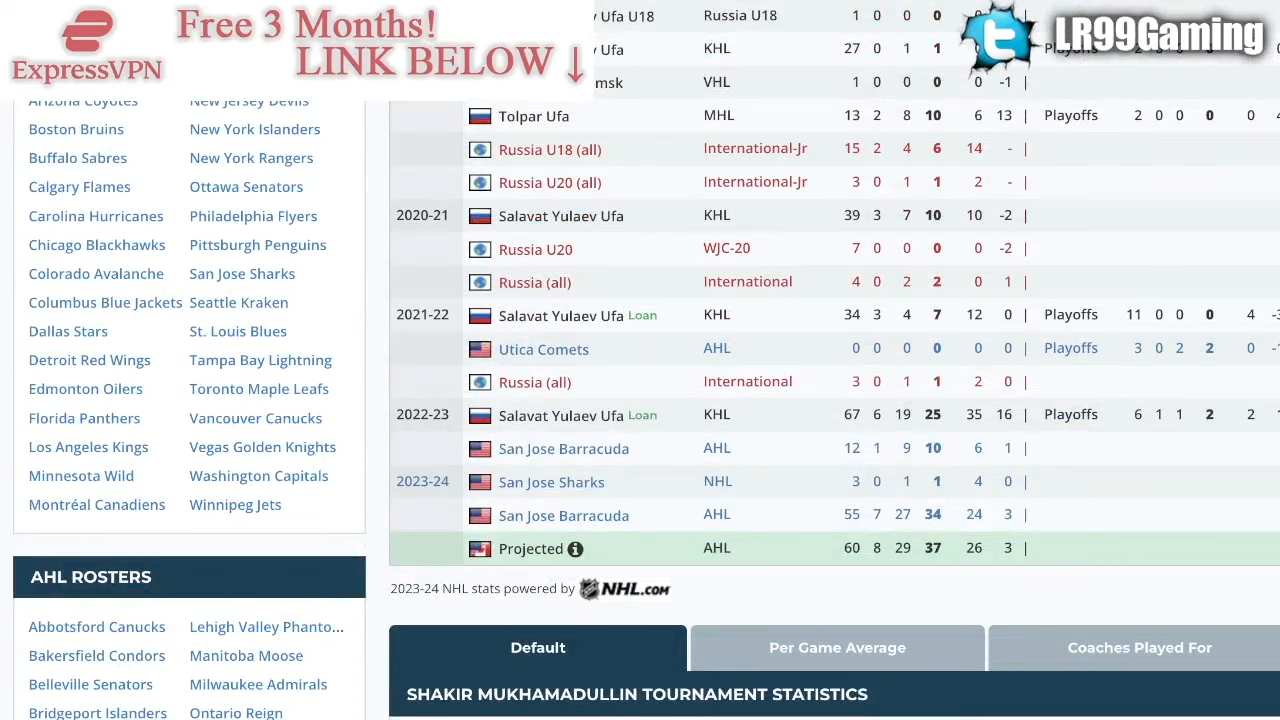 Free 3 Months!
LINK BELOW ↓
ExpressVPN
LR99Gaming
Ufa U18 Russia U18 1 0 0 0
Ufa KHL 27 0 1 1
msk VHL 1 0 0 0 0 -1 |
Arizona Coyotes New Jersey Devils
Boston Bruins New York Islanders
Buffalo Sabres New York Rangers
Calgary Flames Ottawa Senators
Carolina Hurricanes Philadelphia Flyers
Chicago Blackhawks Pittsburgh Penguins
Colorado Avalanche San Jose Sharks
Columbus Blue Jackets Seattle Kraken
Dallas Stars St. Louis Blues
Detroit Red Wings Tampa Bay Lightning
Edmonton Oilers Toronto Maple Leafs
Florida Panthers Vancouver Canucks
Los Angeles Kings Vegas Golden Knights
Minnesota Wild Washington Capitals
Montréal Canadiens Winnipeg Jets
AHL ROSTERS
Abbotsford Canucks Lehigh Valley Phanto...
Bakersfield Condors Manitoba Moose
Belleville Senators Milwaukee Admirals
Bridgeport Islanders Ontario Reign
Tolpar Ufa MHL 13 2 8 10 6 13 | Playoffs 2 0 0 0 0
Russia U18 (all) International-Jr 15 2 4 6 14 - |
Russia U20 (all) International-Jr 3 0 1 1 2 - |
2020-21 Salavat Yulaev Ufa KHL 39 3 7 10 10 -2 |
Russia U20 WJC-20 7 0 0 0 0 -2 |
Russia (all) International 4 0 2 2 0 1 |
2021-22 Salavat Yulaev Ufa Loan KHL 34 3 4 7 12 0 | Playoffs 11 0 0 0 4
Utica Comets AHL 0 0 0 0 0 0 | Playoffs 3 0 2 2 0
Russia (all) International 3 0 1 1 2 0 |
2022-23 Salavat Yulaev Ufa Loan KHL 67 6 19 25 35 16 | Playoffs 6 1 1 2 2
San Jose Barracuda AHL 12 1 9 10 6 1 |
2023-24 San Jose Sharks NHL 3 0 1 1 4 0 |
San Jose Barracuda AHL 55 7 27 34 24 3 |
Projected AHL 60 8 29 37 26 3 |
2023-24 NHL stats powered by NHL.COM
Default Per Game Average Coaches Played For
SHAKIR MUKHAMADULLIN TOURNAMENT STATISTICS